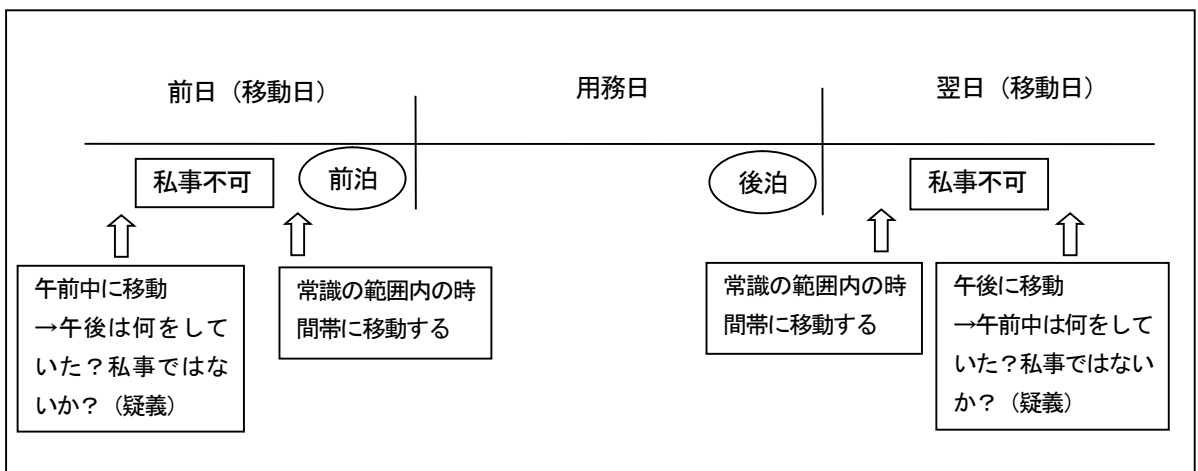 前日（移動日）
用務日
翌日（移動日）
私事不可
前泊
後泊
私事不可
午前中に移動
→午後は何をして
いた？私事ではな
いか？（疑義）
常識の範囲内の時
間帯に移動する
常識の範囲内の時
間帯に移動する
午後に移動
→午前中は何をして
いた？私事ではない
か？（疑義）